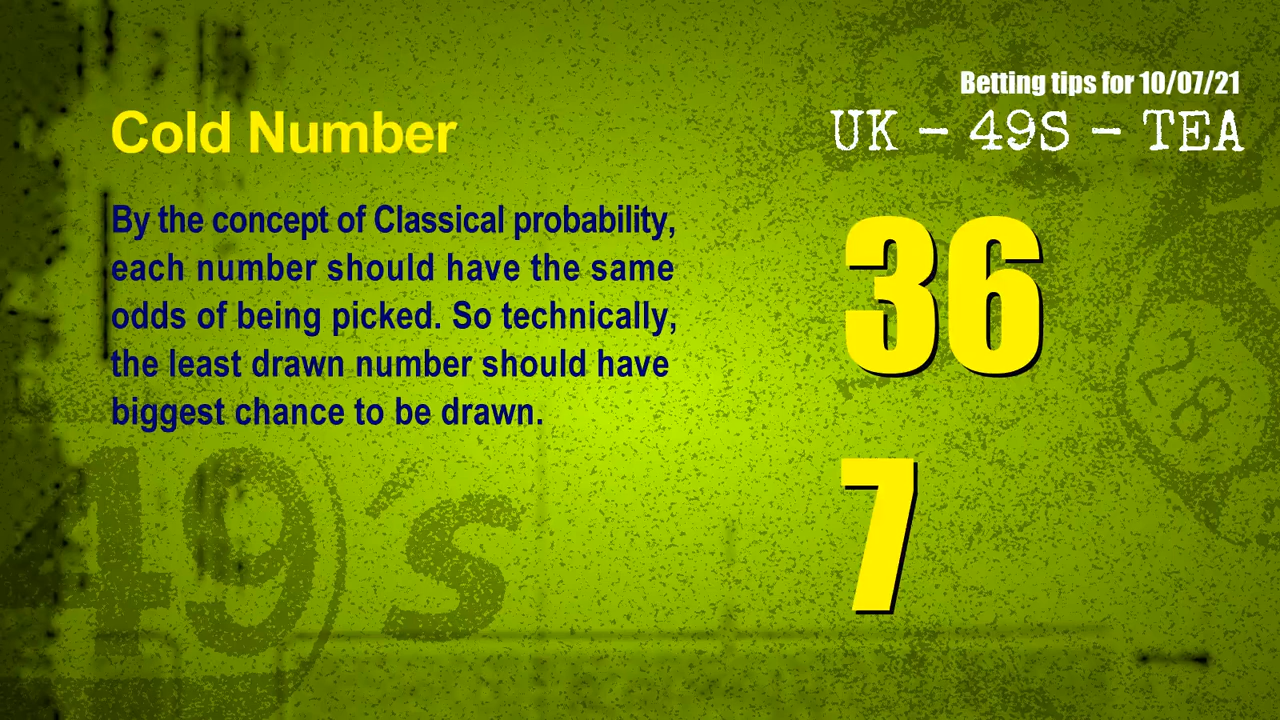 Betting tips for 10/07/21
UK - 49S - TEA
Cold Number
By the concept of Classical probability,
each number should have the same
odds of being picked. So technically,
the least drawn number should have
biggest chance to be drawn.
36
7
28
49's